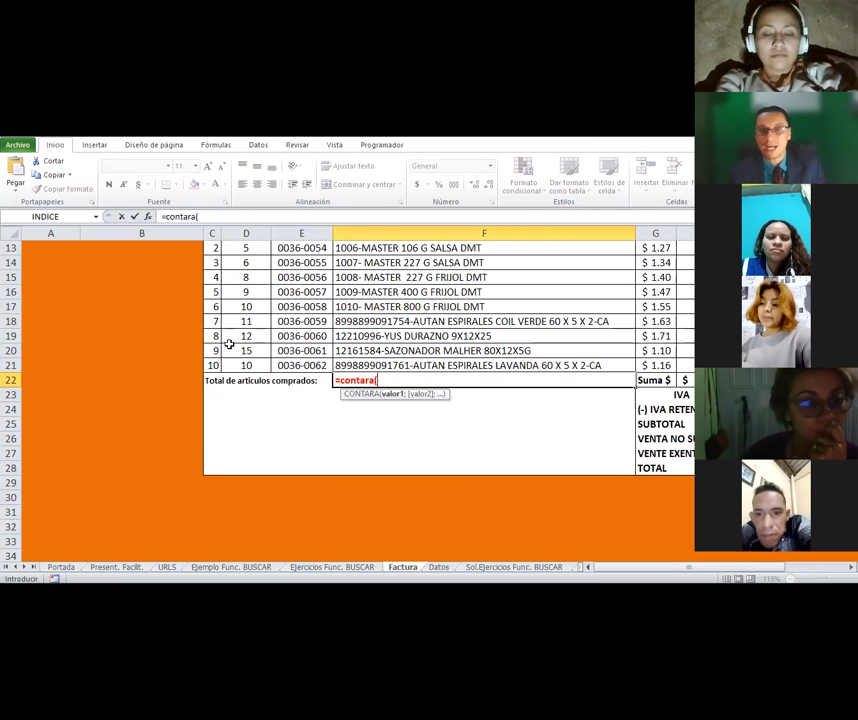 Archivo Inicio Insertar Diseño de página Fórmulas Datos Revisar Vista Programador
Cortar
Copiar
Copiar formato
Pegar
11
N K S
Ajustar texto
Combinar y centrar
General
$ % 000
Formato condicional
Dar formato como tabla
Estilos de celda
Insertar Eliminar
Portapapeles Fuente Alineación Número Estilos Celdas
INDICE fx =contara(
A B C D E F G
13 2 5 0036-0054 1006-MASTER 106 G SALSA DMT $ 1.27
14 3 6 0036-0055 1007- MASTER 227 G SALSA DMT $ 1.34
15 4 8 0036-0056 1008- MASTER 227 G FRIJOL DMT $ 1.40
16 5 9 0036-0057 1009-MASTER 400 G FRIJOL DMT $ 1.47
17 6 10 0036-0058 1010- MASTER 800 G FRIJOL DMT $ 1.55
18 7 11 0036-0059 8998899091754-AUTAN ESPIRALES COIL VERDE 60 X 5 X 2-CA $ 1.63
19 8 12 0036-0060 12210996-YUS DURAZNO 9X12X25 $ 1.71
20 9 15 0036-0061 12161584-SAZONADOR MALHER 80X12X5G $ 1.10
21 10 10 0036-0062 8998899091761-AUTAN ESPIRALES LAVANDA 60 X 5 X 2-CA $ 1.16
22 Total de articulos comprados: =contara( Suma $ $
CONTARA(valor1; [valor2]; ...)
23 IVA
24 (-) IVA RETEN
25 SUBTOTAL
26 VENTA NO SU
27 VENTE EXENT
28 TOTAL
29
30
31
32
33
34
Portada Present. Facilit. URLS Ejemplo Func. BUSCAR Ejercicios Func. BUSCAR Factura Datos Sol.Ejercicios Func. BUSCAR
Introducir 115%